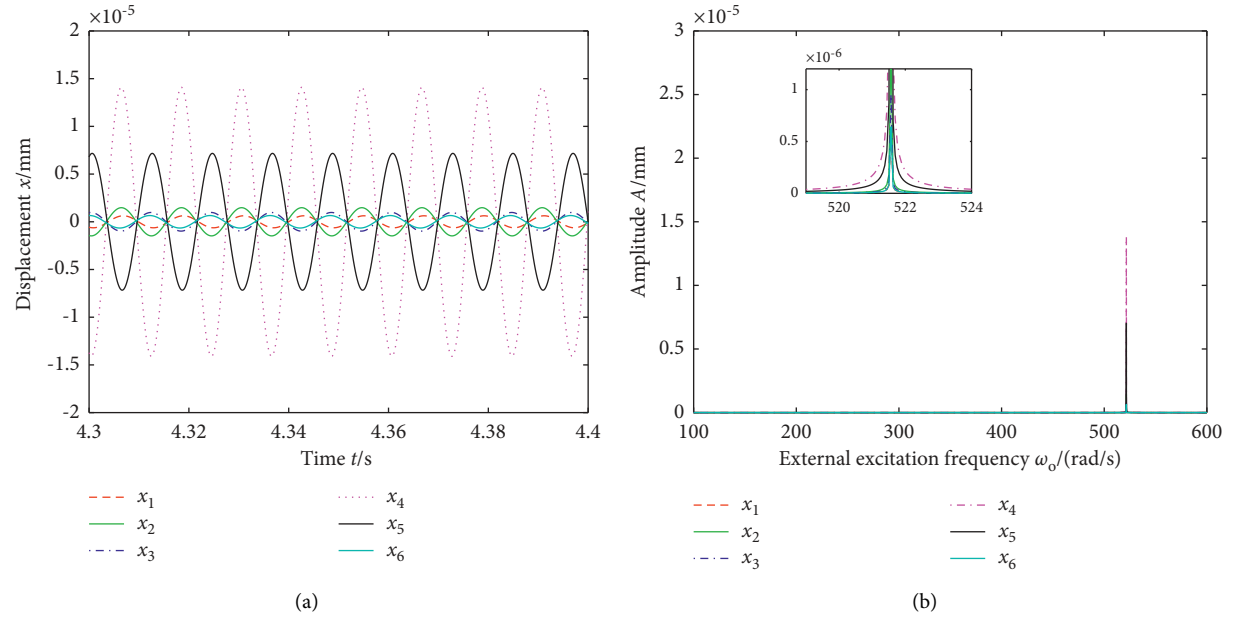 ×10⁻⁵
2
1.5
1
0.5
0
-0.5
-1
-1.5
-2
Displacement x/mm
4.3 4.32 4.34 4.36 4.38 4.4
Time t/s
x₁ x₄
x₂ x₅
x₃ x₆
(a)
×10⁻⁵
3
2.5
2
1.5
1
0.5
0
Amplitude A/mm
×10⁻⁶
1
0.5
0
520 522 524
100 200 300 400 500 600
External excitation frequency ωₒ/(rad/s)
x₁ x₄
x₂ x₅
x₃ x₆
(b)